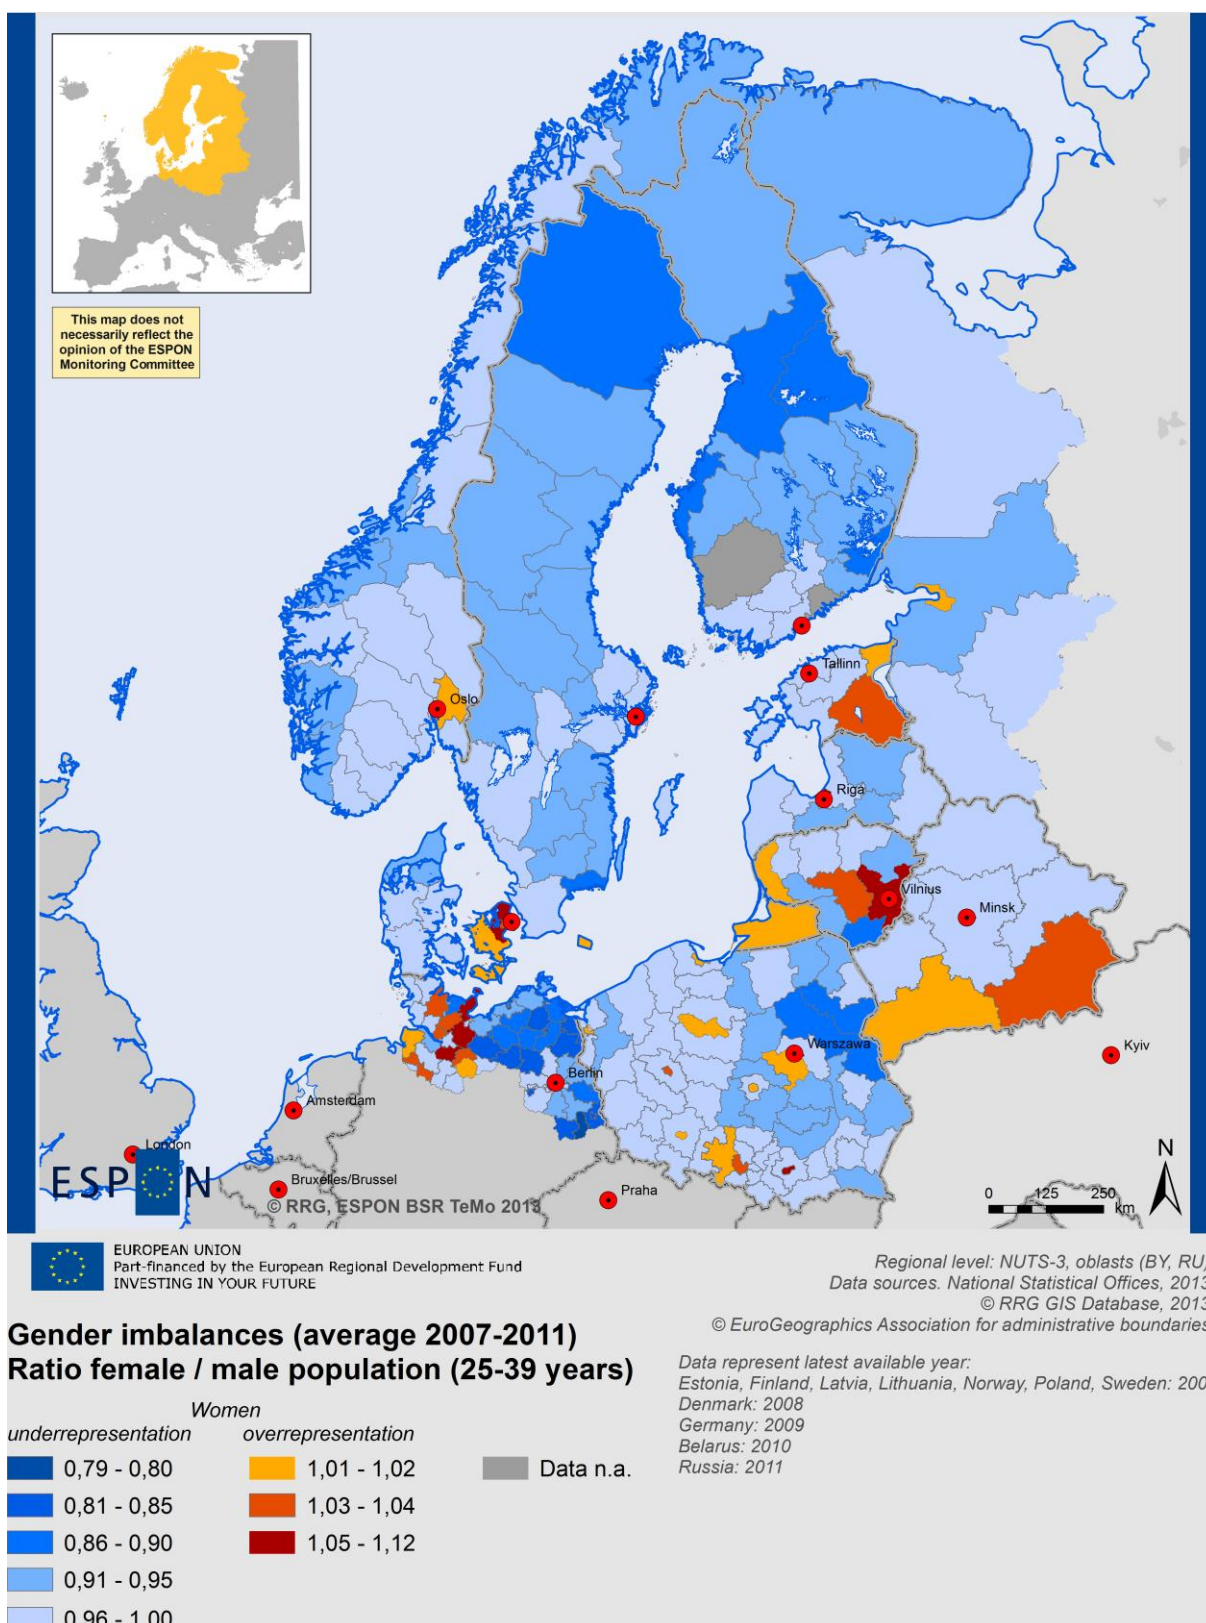 This map does not
necessarily reflect the
opinion of the ESPON
Monitoring Committee
Oslo
Tallinn
Riga
Vilnius
Minsk
Warszawa
Kyiv
Berlin
Amsterdam
London
Bruxelles/Brussel
Praha
ESPON
© RRG, ESPON BSR TeMo 2013
N
0 125 250
km
EUROPEAN UNION
Part-financed by the European Regional Development Fund
INVESTING IN YOUR FUTURE
Regional level: NUTS-3, oblasts (BY, RU)
Data sources. National Statistical Offices, 2013
© RRG GIS Database, 2013
© EuroGeographics Association for administrative boundaries
Gender imbalances (average 2007-2011)
Ratio female / male population (25-39 years)
Data represent latest available year:
Estonia, Finland, Latvia, Lithuania, Norway, Poland, Sweden: 200
Denmark: 2008
Germany: 2009
Belarus: 2010
Russia: 2011
Women
underrepresentation overrepresentation
0,79 - 0,80 1,01 - 1,02 Data n.a.
0,81 - 0,85 1,03 - 1,04
0,86 - 0,90 1,05 - 1,12
0,91 - 0,95
0,96 - 1,00